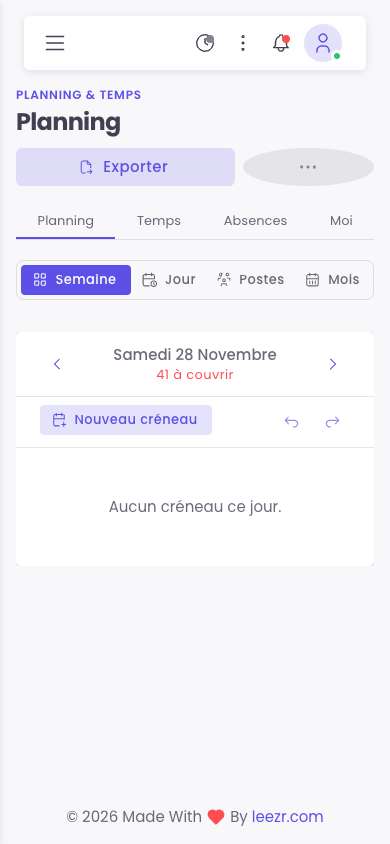 PLANNING & TEMPS
Planning
Exporter
Planning Temps Absences Moi
Semaine Jour Postes Mois
Samedi 28 Novembre
41 à couvrir
Nouveau créneau
Aucun créneau ce jour.
© 2026 Made With ❤ By leezr.com